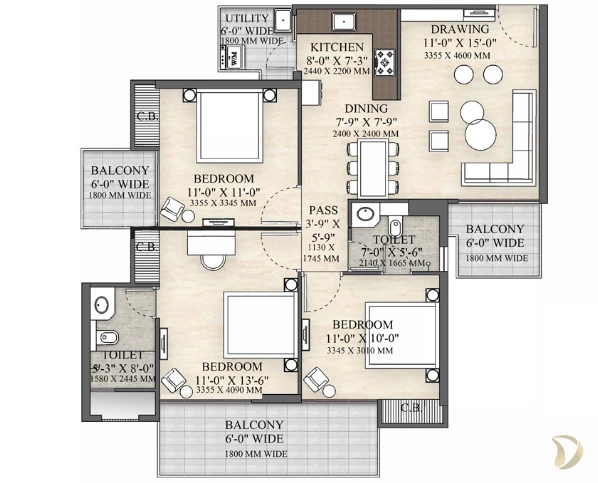 UTILITY
6'-0" WIDE
1800 MM WIDE
W/M
KITCHEN
8'-0" X 7'-3"
2440 X 2200 MM
DRAWING
11'-0" X 15'-0"
3355 X 4600 MM
C.B.
DINING
7'-9" X 7'-9"
2400 X 2400 MM
BALCONY
6'-0" WIDE
1800 MM WIDE
BEDROOM
11'-0" X 11'-0"
3355 X 3345 MM
PASS
3'-9" X
5'-9"
1130 X
1745 MM
TOILET
7'-0" X 5'-6"
2140 X 1665 MM
BALCONY
6'-0" WIDE
1800 MM WIDE
C.B.
TOILET
5'-3" X 8'-0"
1580 X 2445 MM
BEDROOM
11'-0" X 13'-6"
3355 X 4090 MM
BEDROOM
11'-0" X 10'-0"
3345 X 3010 MM
C.B.
BALCONY
6'-0" WIDE
1800 MM WIDE